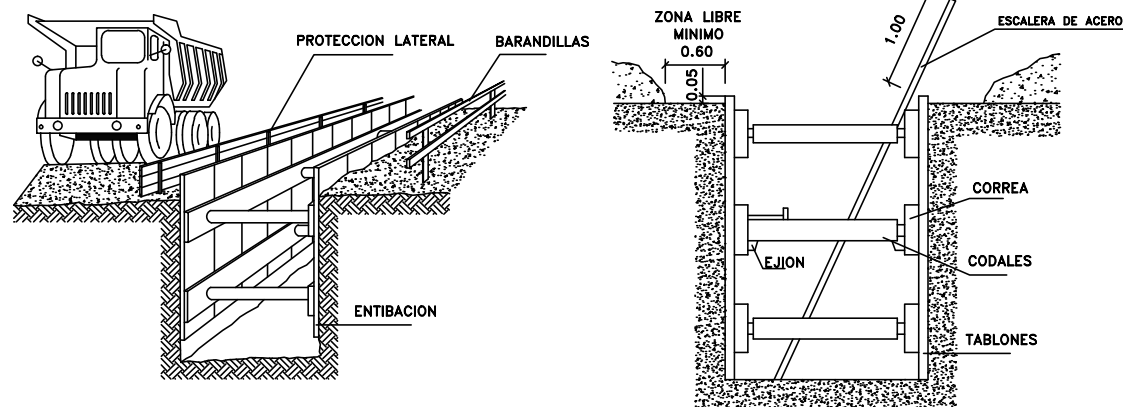 PROTECCION LATERAL
BARANDILLAS
ENTIBACION
ZONA LIBRE
MINIMO
0.60
0.05
1.00
ESCALERA DE ACERO
CORREA
EJION
CODALES
TABLONES